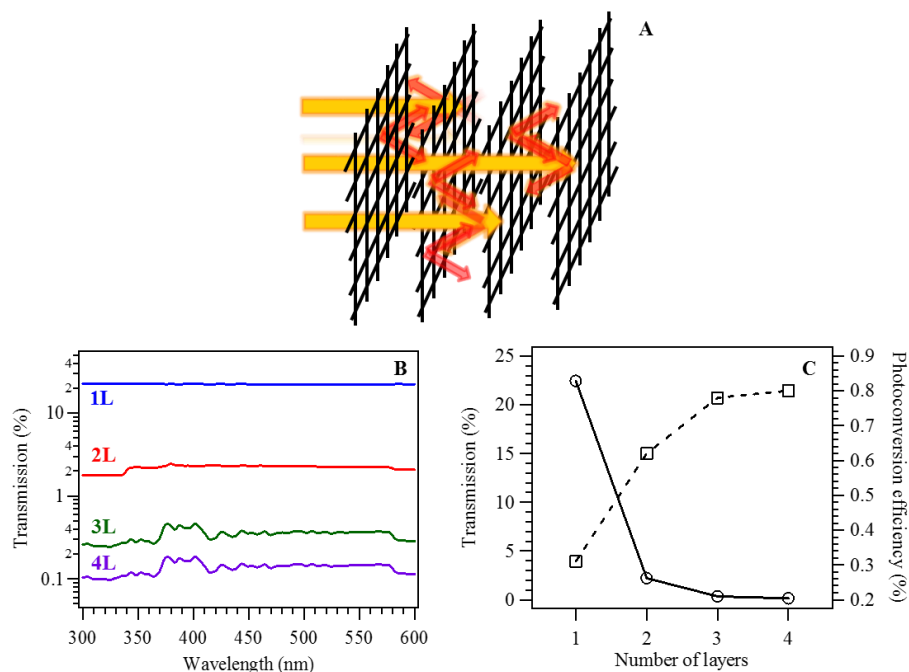 A
B
4
2
10
4
2
1
4
2
0.1
Transmission (%)
1L
2L
3L
4L
300
350
400
450
500
550
600
Wavelength (nm)
C
25
20
15
10
5
0
Transmission (%)
0.9
0.8
0.7
0.6
0.5
0.4
0.3
0.2
Photoconversion efficiency (%)
1
2
3
4
Number of layers